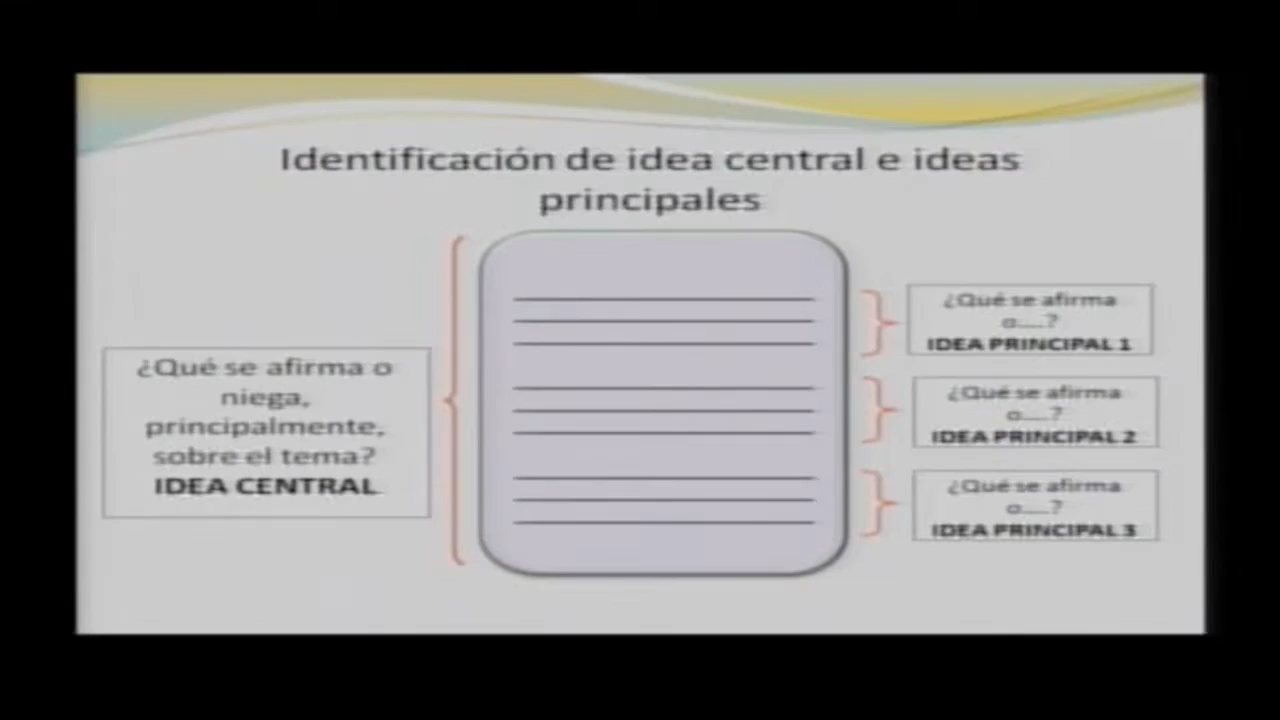 Identificación de idea central e ideas
principales
¿Qué se afirma o
niega,
principalmente,
sobre el tema?
IDEA CENTRAL
¿Qué se afirma
o....?
IDEA PRINCIPAL 1
¿Qué se afirma
o....?
IDEA PRINCIPAL 2
¿Qué se afirma
o....?
IDEA PRINCIPAL 3